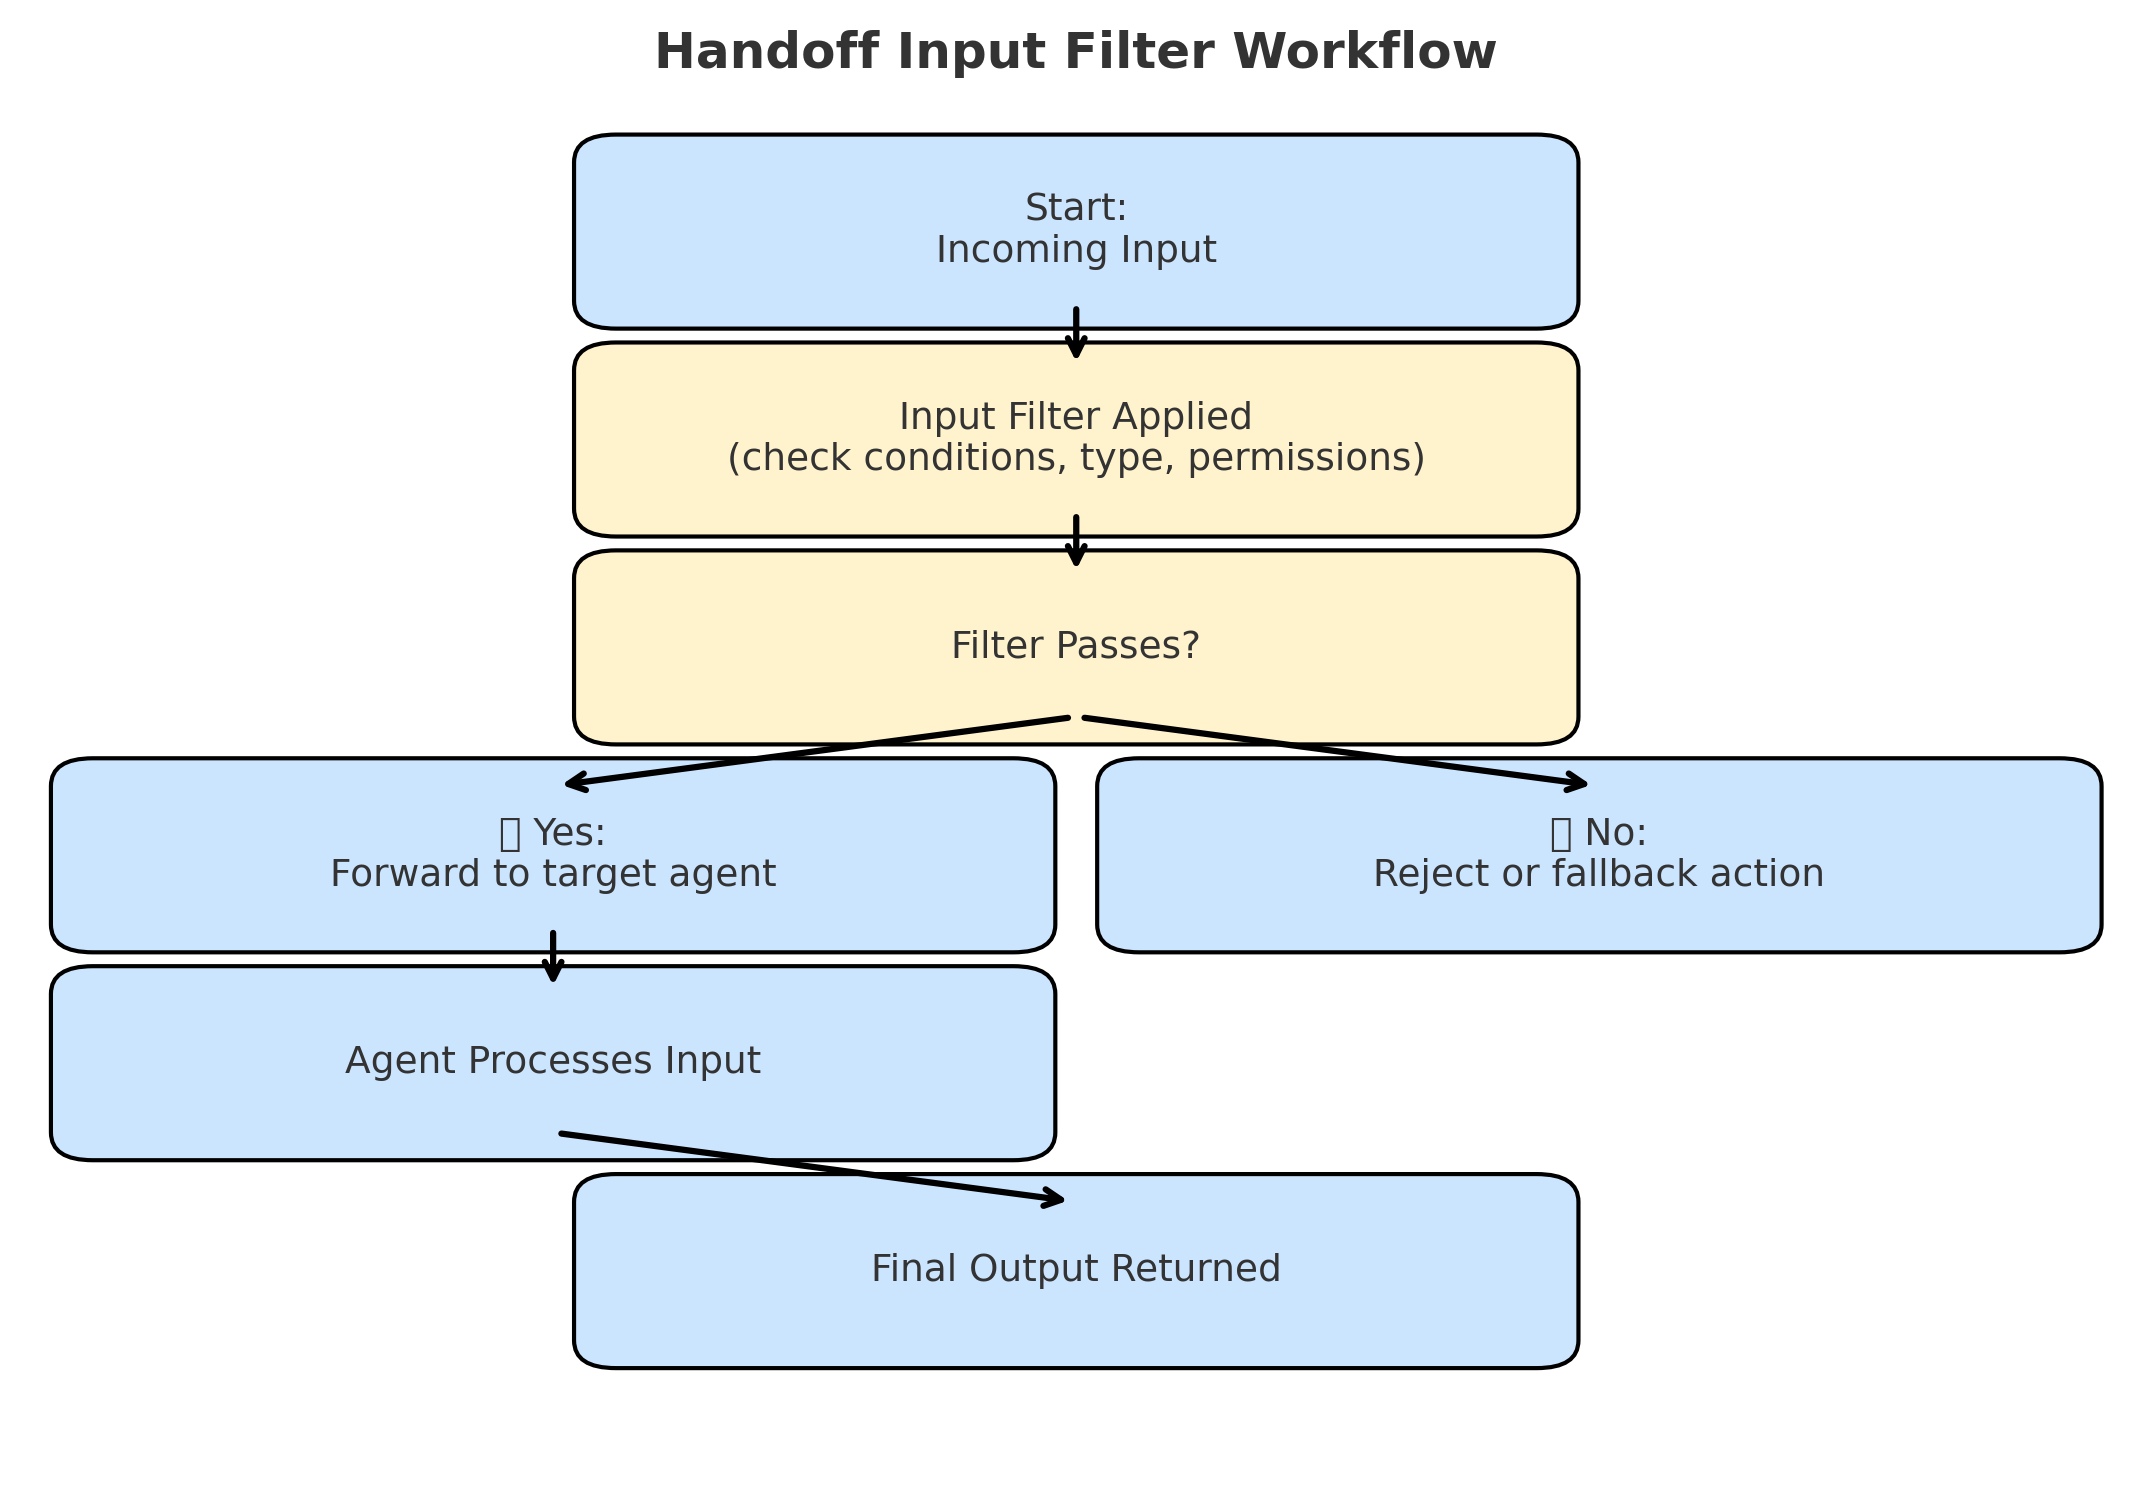 Handoff Input Filter Workflow
Start:
Incoming Input
Input Filter Applied
(check conditions, type, permissions)
Filter Passes?
Yes:
Forward to target agent
No:
Reject or fallback action
Agent Processes Input
Final Output Returned